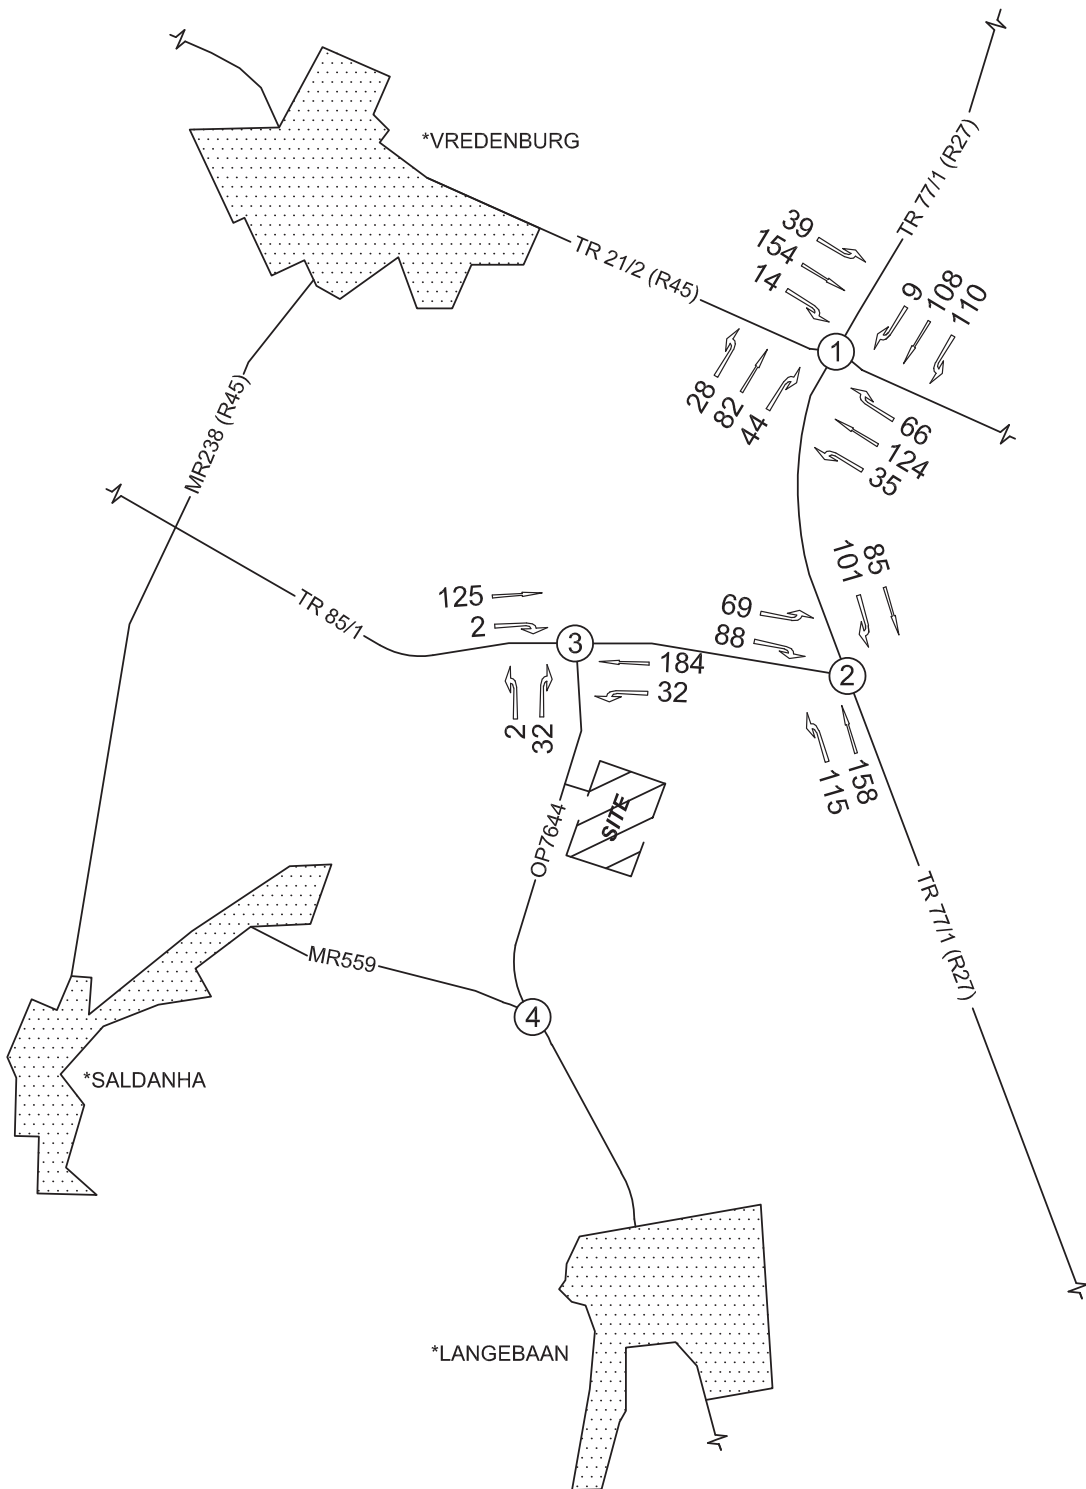 *VREDENBURG
TR 77/1 (R27)
TR 21/2 (R45)
39
154
14
9
108
110
1
28
82
44
66
124
35
MR238 (R45)
TR 85/1
125
2
3
184
32
2
32
69
88
101
85
2
115
158
SITE
OP7644
TR 77/1 (R27)
MR559
4
*SALDANHA
*LANGEBAAN